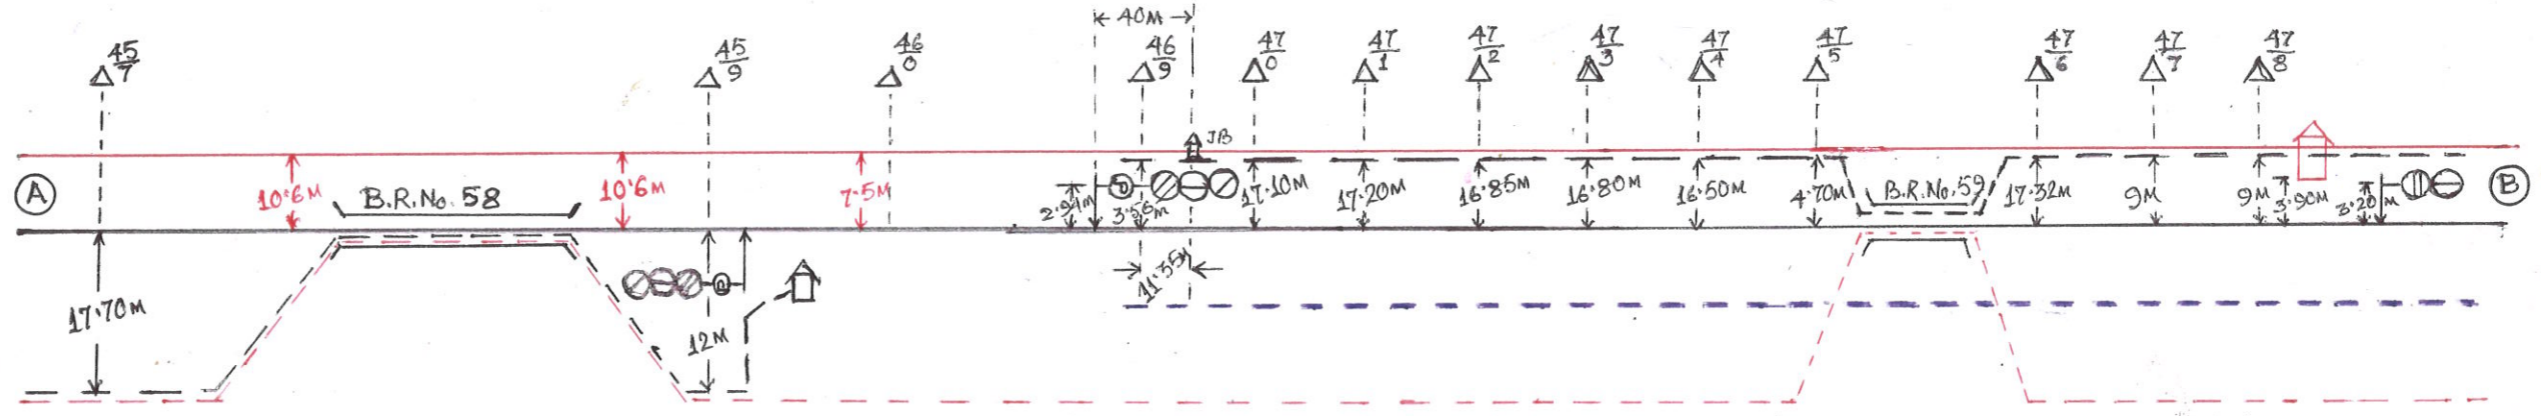 40M
45/7
45/9
46/0
46/9
47/0
47/1
47/2
47/3
47/4
47/5
47/6
47/7
47/8
JB
A
10.6M
B.R.No. 58
10.6M
7.5M
2.94M
3.56M
17.10M
17.20M
16.85M
16.80M
16.50M
4.70M
B.R.No. 59
17.32M
9M
9M
3.90M
3.20M
B
11.35M
17.70M
12M